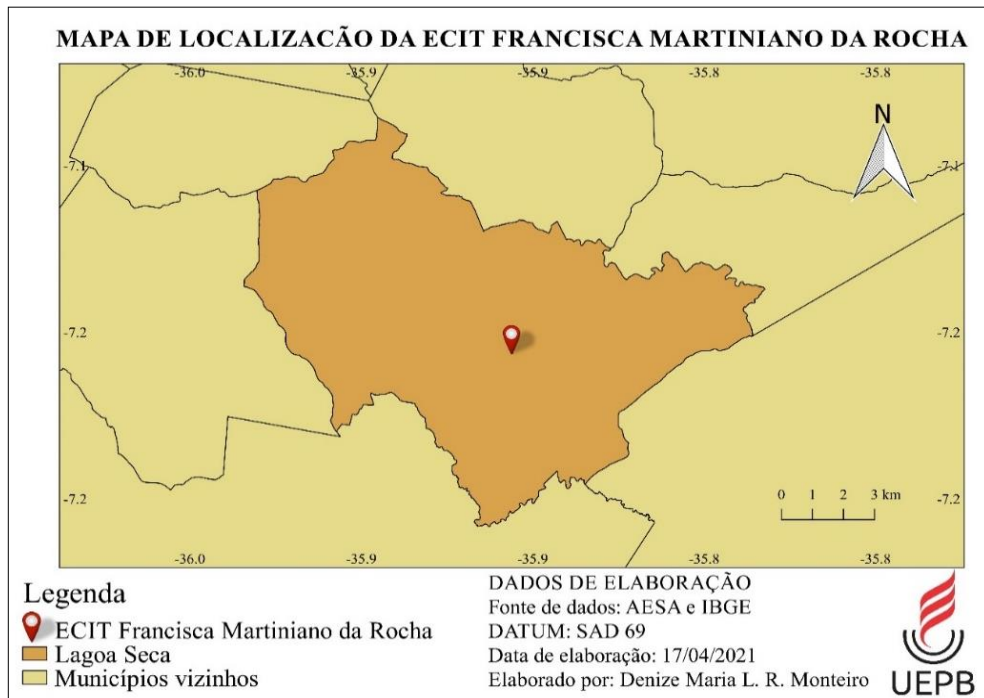 MAPA DE LOCALIZACÃO DA ECIT FRANCISCA MARTINIANO DA ROCHA
-36.0 -35.9 -35.8 -35.8
N
-7.1 -7.1
-7.2 -7.2
-7.2 -7.2
0 1 2 3 km
-36.0 -35.9 -35.9 -35.8 -35.8
Legenda
ECIT Francisca Martiniano da Rocha
Lagoa Seca
Municípios vizinhos
DADOS DE ELABORAÇÃO
Fonte de dados: AESA e IBGE
DATUM: SAD 69
Data de elaboração: 17/04/2021
Elaborado por: Denize Maria L. R. Monteiro
UEPB